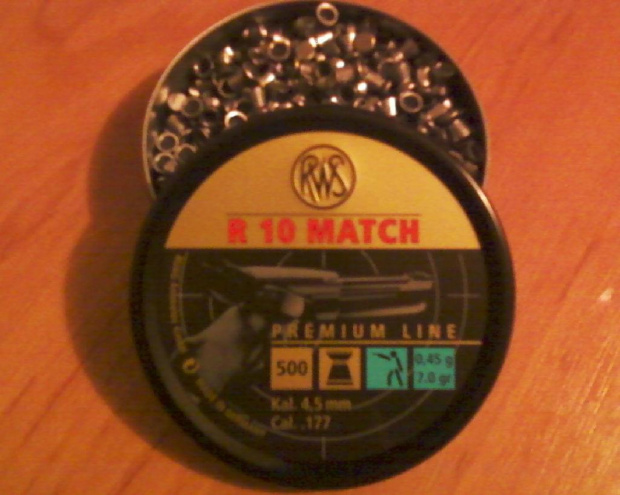 RWS
R 10 MATCH
PREMIUM LINE
500
0,45 g
7.0 gr
Kal. 4,5 mm
Cal. .177